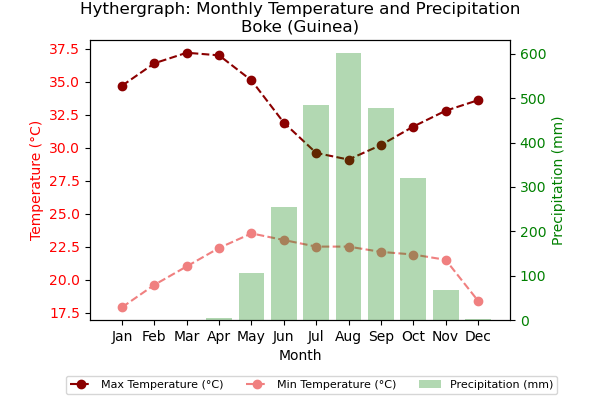 Hythergraph: Monthly Temperature and Precipitation
Boke (Guinea)
37.5
35.0
32.5
30.0
27.5
25.0
22.5
20.0
17.5
Temperature (°C)
600
500
400
300
200
100
0
Precipitation (mm)
Jan Feb Mar Apr May Jun Jul Aug Sep Oct Nov Dec
Month
Max Temperature (°C) Min Temperature (°C) Precipitation (mm)